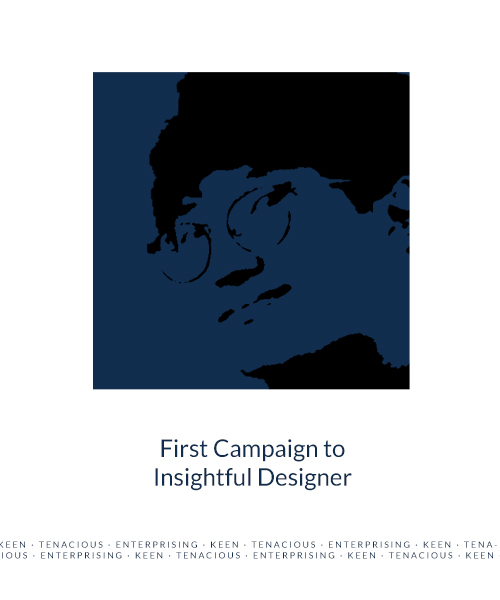 First Campaign to
Insightful Designer
KEEN · TENACIOUS · ENTERPRISING · KEEN · TENACIOUS · ENTERPRISING · KEEN · TENA-
IOUS · ENTERPRISING · KEEN · TENACIOUS · ENTERPRISING · KEEN · TENACIOUS · KEEN